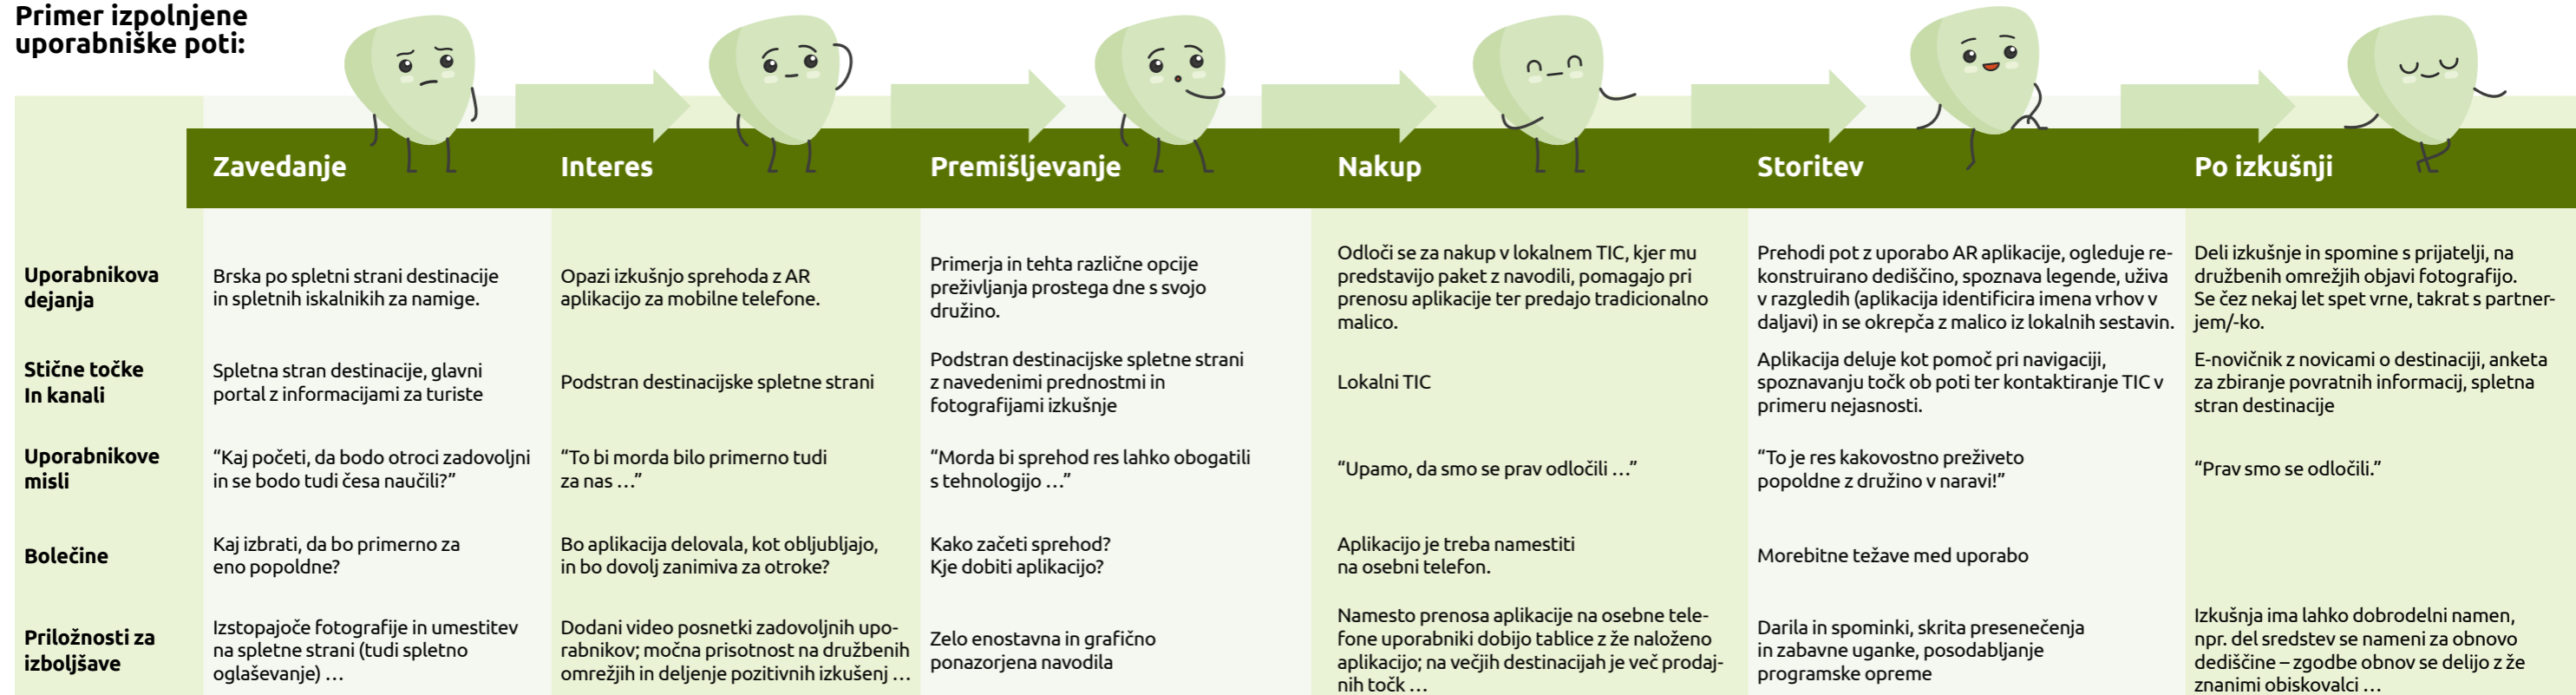 Primer izpolnjene
uporabniške poti:
Zavedanje
Interes
Premišljevanje
Nakup
Storitev
Po izkušnji
Uporabnikova
dejanja
Brska po spletni strani destinacije
in spletnih iskalnikih za namige.
Opazi izkušnjo sprehoda z AR
aplikacijo za mobilne telefone.
Primerja in tehta različne opcije
preživljanja prostega dne s svojo
družino.
Odloči se za nakup v lokalnem TIC, kjer mu
predstavijo paket z navodili, pomagajo pri
prenosu aplikacije ter predajo tradicionalno
malico.
Prehodi pot z uporabo AR aplikacije, ogleduje re-
konstruirano dediščino, spoznava legende, uživa
v razgledih (aplikacija identificira imena vrhov v
daljavi) in se okrepča z malico iz lokalnih sestavin.
Deli izkušnje in spomine s prijatelji, na
družbenih omrežjih objavi fotografijo.
Se čez nekaj let spet vrne, takrat s partner-
jem/-ko.
Stične točke
In kanali
Spletna stran destinacije, glavni
portal z informacijami za turiste
Podstran destinacijske spletne strani
Podstran destinacijske spletne strani
z navedenimi prednostmi in
fotografijami izkušnje
Lokalni TIC
Aplikacija deluje kot pomoč pri navigaciji,
spoznavanju točk ob poti ter kontaktiranje TIC v
primeru nejasnosti.
E-novičnik z novicami o destinaciji, anketa
za zbiranje povratnih informacij, spletna
stran destinacije
Uporabnikove
misli
“Kaj početi, da bodo otroci zadovoljni
in se bodo tudi česa naučili?”
“To bi morda bilo primerno tudi
za nas …”
“Morda bi sprehod res lahko obogatili
s tehnologijo …”
“Upamo, da smo se prav odločili …”
“To je res kakovostno preživeto
popoldne z družino v naravi!”
“Prav smo se odločili.”
Bolečine
Kaj izbrati, da bo primerno za
eno popoldne?
Bo aplikacija delovala, kot obljubljajo,
in bo dovolj zanimiva za otroke?
Kako začeti sprehod?
Kje dobiti aplikacijo?
Aplikacijo je treba namestiti
na osebni telefon.
Morebitne težave med uporabo
Priložnosti za
izboljšave
Izstopajoče fotografije in umestitev
na spletne strani (tudi spletno
oglaševanje) …
Dodani video posnetki zadovoljnih upo-
rabnikov; močna prisotnost na družbenih
omrežjih in deljenje pozitivnih izkušenj …
Zelo enostavna in grafično
ponazorjena navodila
Namesto prenosa aplikacije na osebne tele-
fone uporabniki dobijo tablice z že naloženo
aplikacijo; na večjih destinacijah je več prodaj-
nih točk …
Darila in spominki, skrita presenečenja
in zabavne uganke, posodabljanje
programske opreme
Izkušnja ima lahko dobrodelni namen,
npr. del sredstev se nameni za obnovo
dediščine – zgodbe obnov se delijo z že
znanimi obiskovalci …